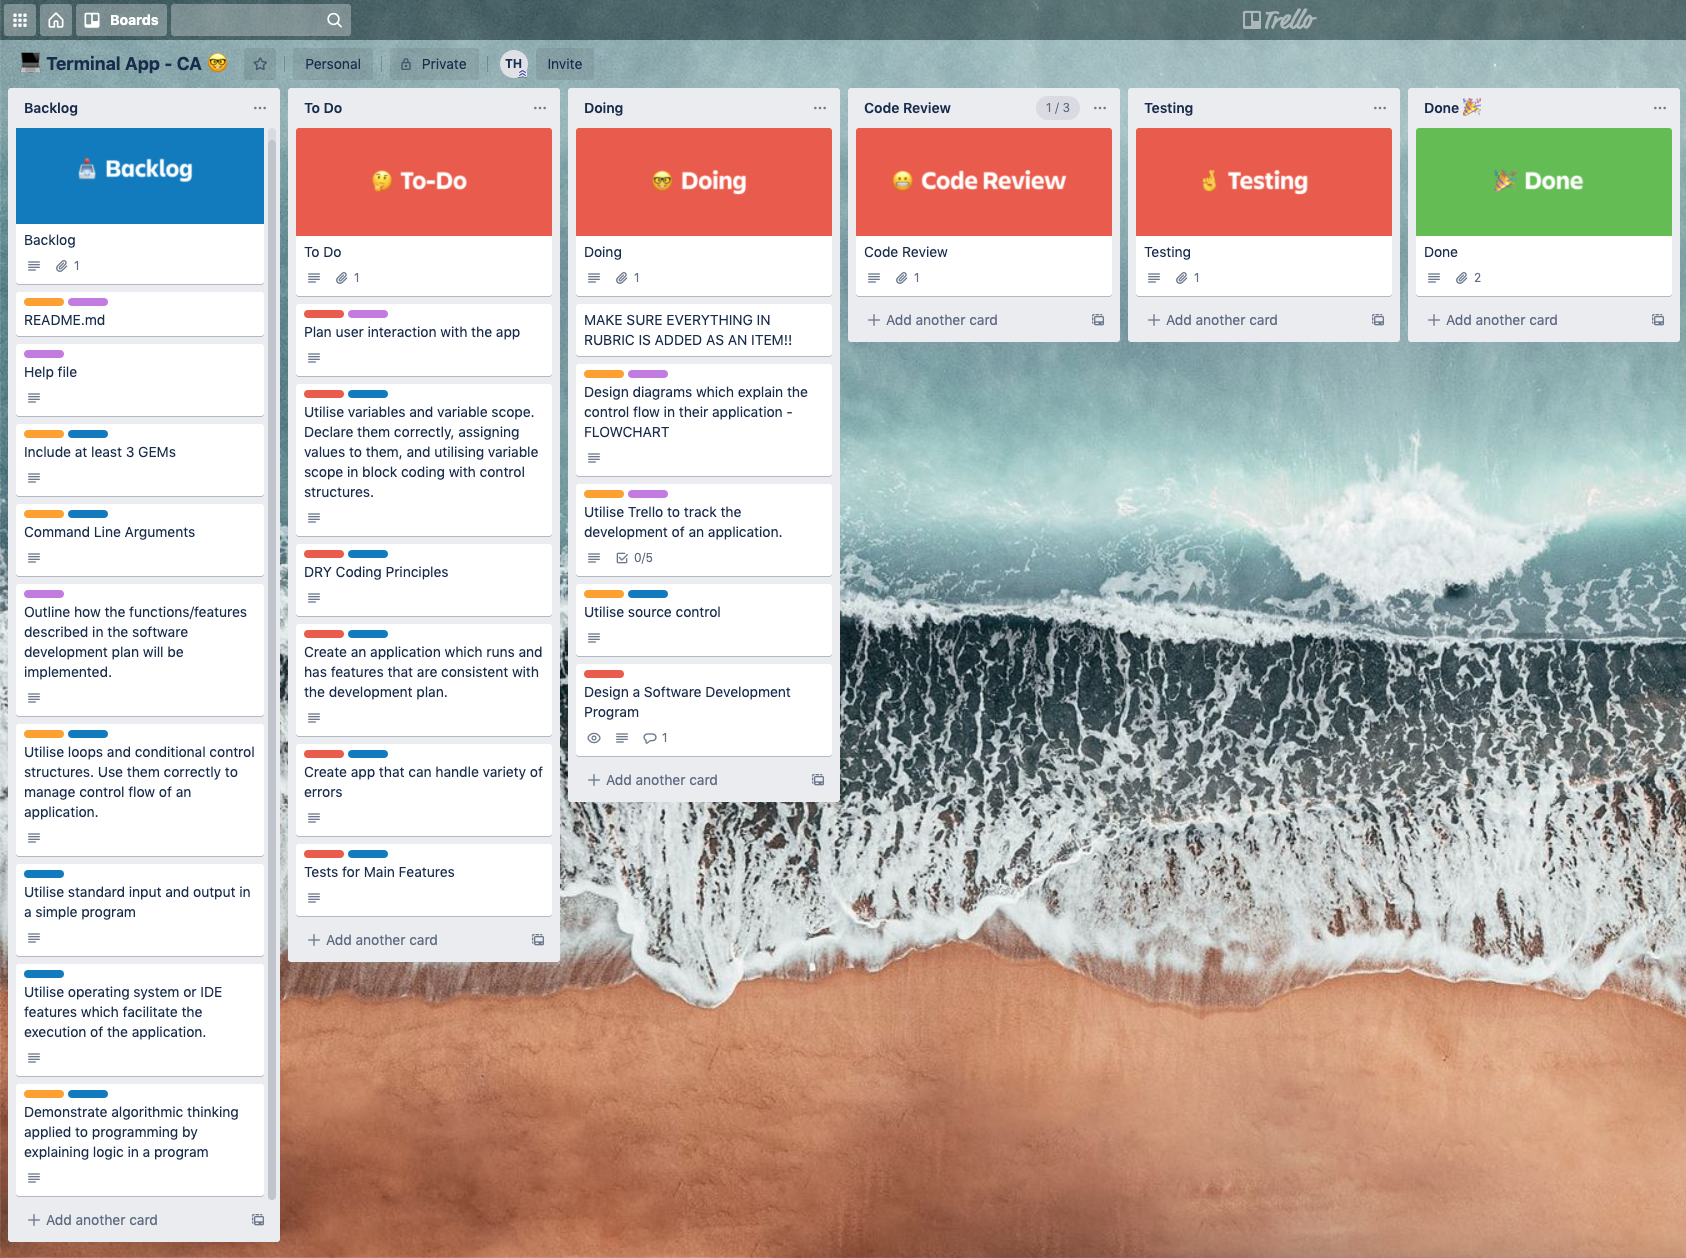 Boards
Trello
Terminal App - CA
Personal
Private
TH
Invite
Backlog
Backlog
Backlog
1
README.md
Help file
Include at least 3 GEMs
Command Line Arguments
Outline how the functions/features
described in the software
development plan will be
implemented.
Utilise loops and conditional control
structures. Use them correctly to
manage control flow of an
application.
Utilise standard input and output in
a simple program
Utilise operating system or IDE
features which facilitate the
execution of the application.
Demonstrate algorithmic thinking
applied to programming by
explaining logic in a program
Add another card
To Do
To-Do
To Do
1
Plan user interaction with the app
Utilise variables and variable scope.
Declare them correctly, assigning
values to them, and utilising variable
scope in block coding with control
structures.
DRY Coding Principles
Create an application which runs and
has features that are consistent with
the development plan.
Create app that can handle variety of
errors
Tests for Main Features
Add another card
Doing
Doing
Doing
1
MAKE SURE EVERYTHING IN
RUBRIC IS ADDED AS AN ITEM!!
Design diagrams which explain the
control flow in their application -
FLOWCHART
Utilise Trello to track the
development of an application.
0/5
Utilise source control
Design a Software Development
Program
1
Add another card
Code Review
1 / 3
Code Review
Code Review
1
Add another card
Testing
Testing
Testing
1
Add another card
Done
Done
Done
2
Add another card